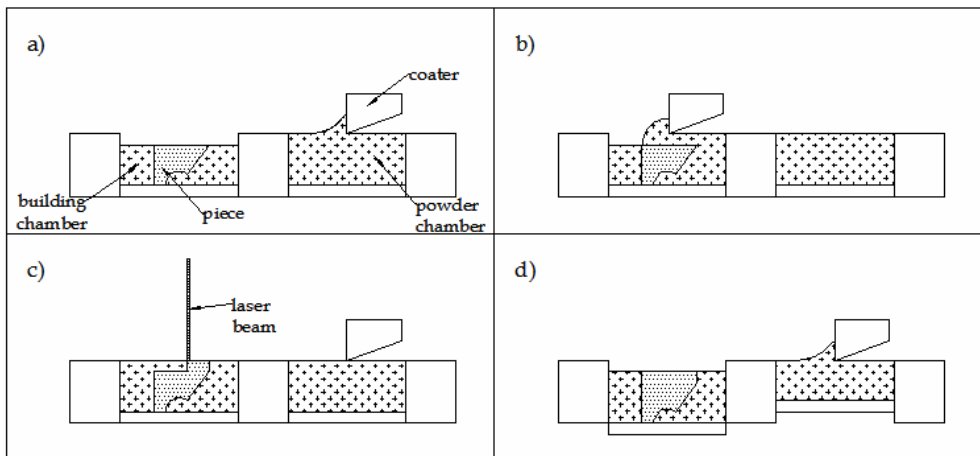 a)
coater
building
chamber
piece
powder
chamber
b)
c)
laser
beam
d)